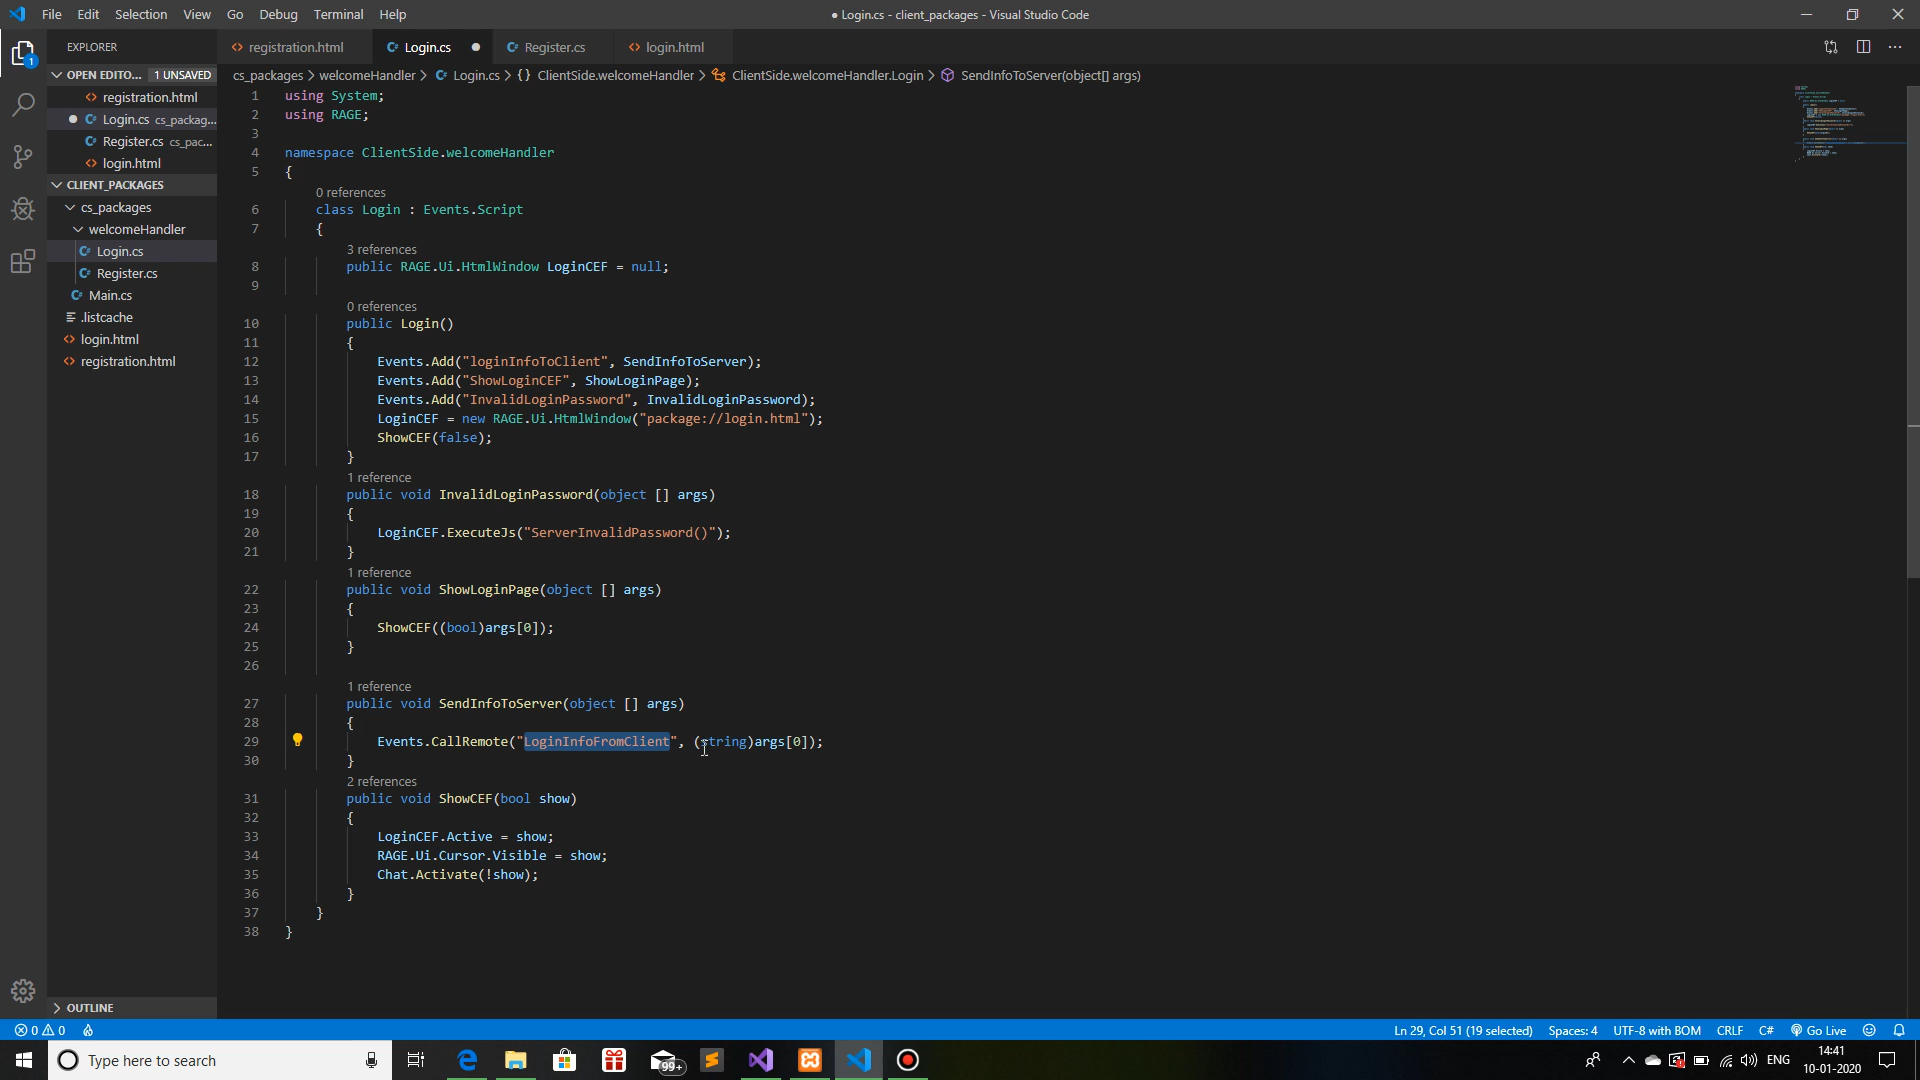 File Edit Selection View Go Debug Terminal Help
● Login.cs - client_packages - Visual Studio Code
EXPLORER
registration.html
Login.cs
Register.cs
login.html
OPEN EDITO... 1 UNSAVED
registration.html
Login.cs cs_packag...
Register.cs cs_pac...
login.html
CLIENT_PACKAGES
cs_packages
welcomeHandler
Login.cs
Register.cs
Main.cs
.listcache
login.html
registration.html
OUTLINE
cs_packages > welcomeHandler > Login.cs > {} ClientSide.welcomeHandler > ClientSide.welcomeHandler.Login > SendInfoToServer(object[] args)
1 using System;
2 using RAGE;
3
4 namespace ClientSide.welcomeHandler
5 {
0 references
6 class Login : Events.Script
7 {
3 references
8 public RAGE.Ui.HtmlWindow LoginCEF = null;
9
0 references
10 public Login()
11 {
12 Events.Add("loginInfoToClient", SendInfoToServer);
13 Events.Add("ShowLoginCEF", ShowLoginPage);
14 Events.Add("InvalidLoginPassword", InvalidLoginPassword);
15 LoginCEF = new RAGE.Ui.HtmlWindow("package://login.html");
16 ShowCEF(false);
17 }
1 reference
18 public void InvalidLoginPassword(object [] args)
19 {
20 LoginCEF.ExecuteJs("ServerInvalidPassword()");
21 }
1 reference
22 public void ShowLoginPage(object [] args)
23 {
24 ShowCEF((bool)args[0]);
25 }
26
1 reference
27 public void SendInfoToServer(object [] args)
28 {
29 Events.CallRemote("LoginInfoFromClient", (string)args[0]);
30 }
2 references
31 public void ShowCEF(bool show)
32 {
33 LoginCEF.Active = show;
34 RAGE.Ui.Cursor.Visible = show;
35 Chat.Activate(!show);
36 }
37 }
38 }
1
0 0
Ln 29, Col 51 (19 selected) Spaces: 4 UTF-8 with BOM CRLF C# Go Live
Type here to search
99+
ENG
14:41
10-01-2020